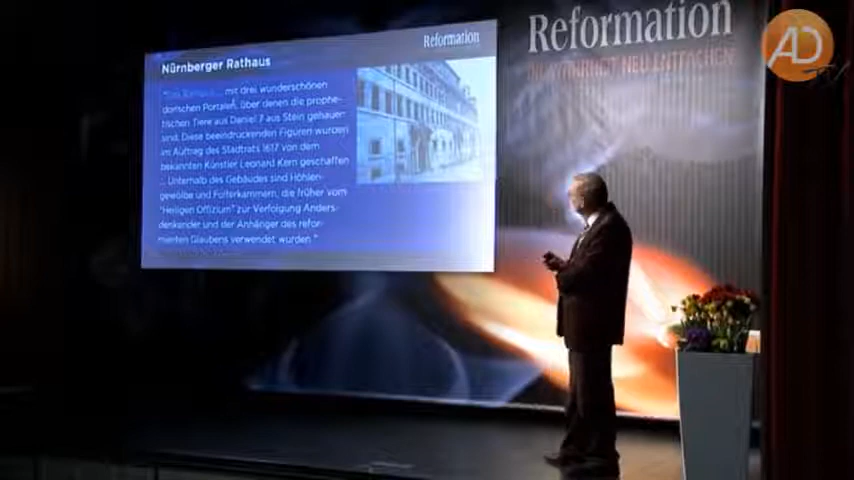 Reformation
Nürnberger Rathaus
"Das Rathaus ... mit drei wunderschönen
dorischen Portalen, über denen die prophe-
tischen Tiere aus Daniel 7 aus Stein gehauen
sind. Diese beeindruckenden Figuren wurden
im Auftrag des Stadtrats 1617 von dem
bekannten Künstler Leonard Kern geschaffen
... Unterhalb des Gebäudes sind Höhlen-
gewölbe und Folterkammern, die früher vom
"Heiligen Offizium" zur Verfolgung Anders-
denkender und der Anhänger des refor-
mierten Glaubens verwendet wurden."
Reformation
NEU ENTFACHEN
AD
TV